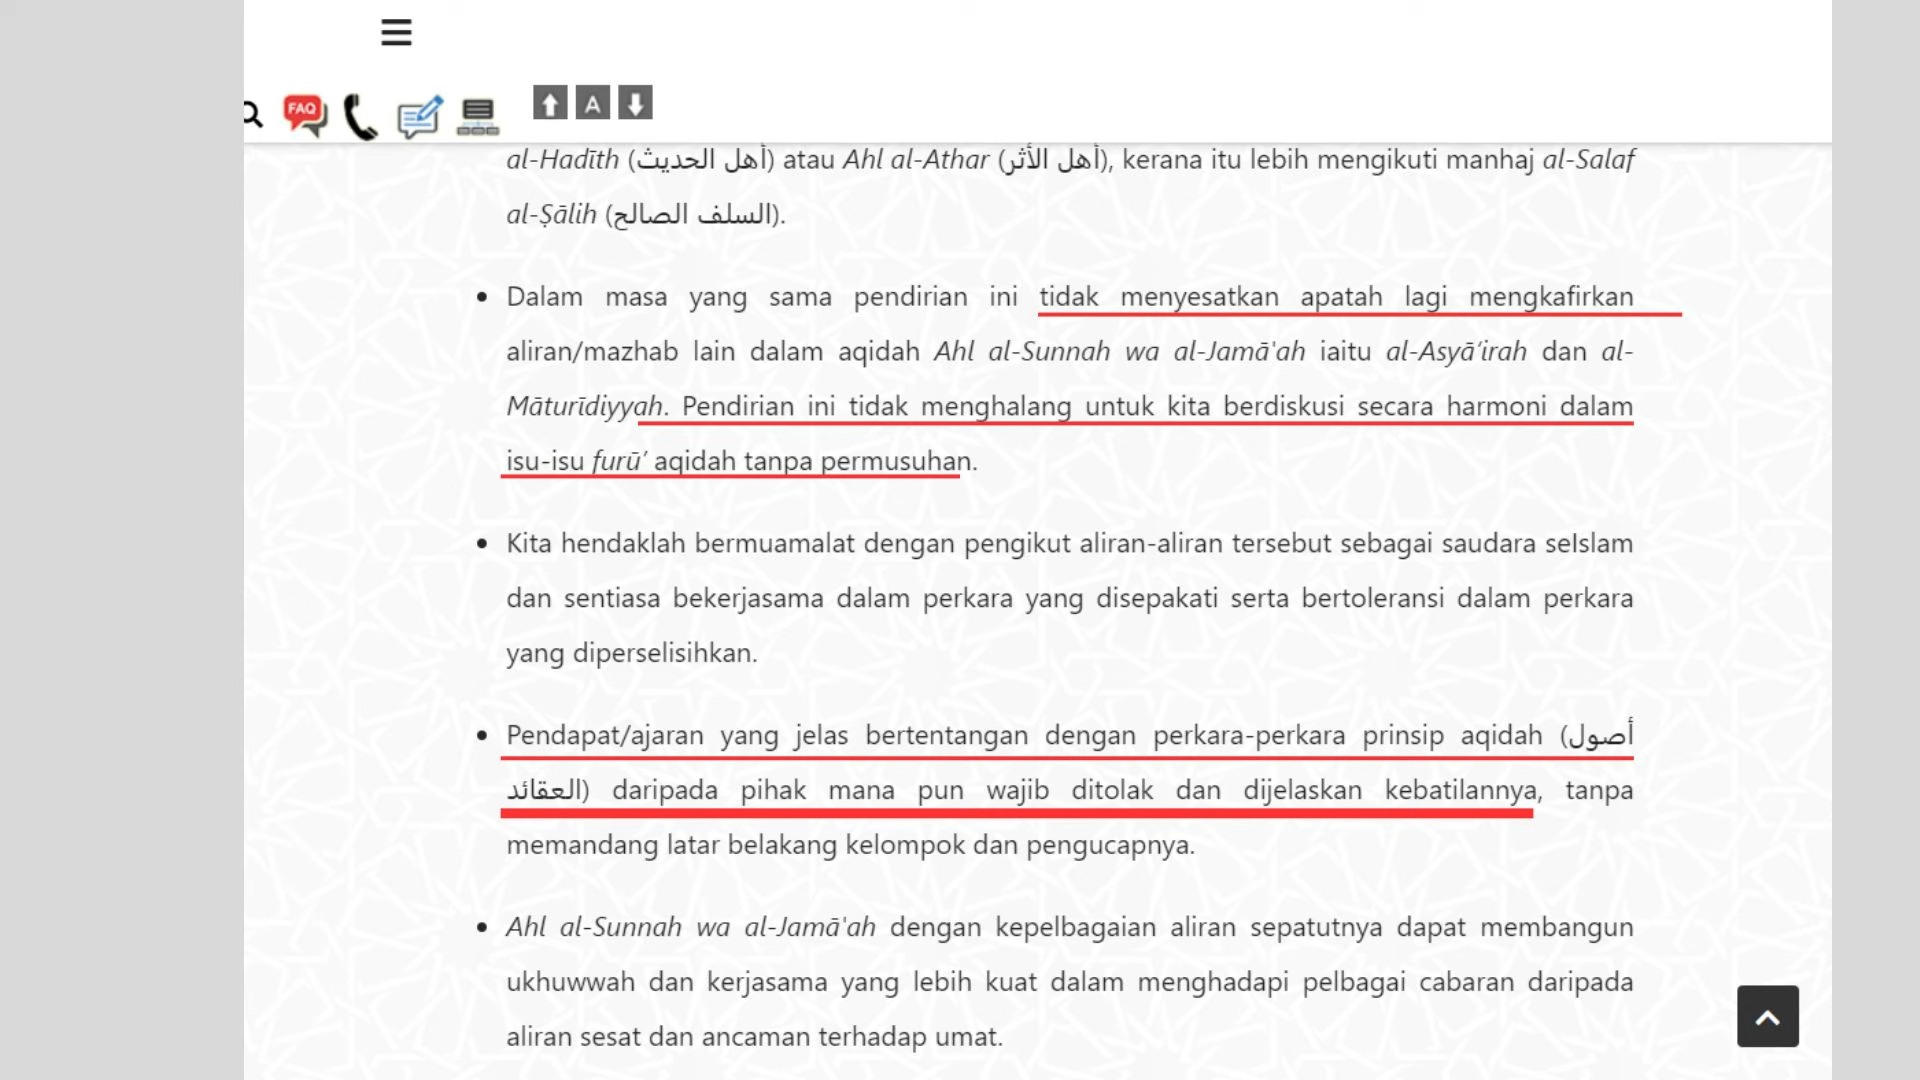 FAQ
A
al-Hadīth (أهل الحديث) atau Ahl al-Athar (أهل الأثر), kerana itu lebih mengikuti manhaj al-Salaf
al-Ṣālih (السلف الصالح).
• Dalam masa yang sama pendirian ini tidak menyesatkan apatah lagi mengkafirkan
aliran/mazhab lain dalam aqidah Ahl al-Sunnah wa al-Jamā'ah iaitu al-Asyā‘irah dan al-
Māturīdiyyah. Pendirian ini tidak menghalang untuk kita berdiskusi secara harmoni dalam
isu-isu furū’ aqidah tanpa permusuhan.
• Kita hendaklah bermuamalat dengan pengikut aliran-aliran tersebut sebagai saudara seIslam
dan sentiasa bekerjasama dalam perkara yang disepakati serta bertoleransi dalam perkara
yang diperselisihkan.
• Pendapat/ajaran yang jelas bertentangan dengan perkara-perkara prinsip aqidah (أصول
العقائد) daripada pihak mana pun wajib ditolak dan dijelaskan kebatilannya, tanpa
memandang latar belakang kelompok dan pengucapnya.
• Ahl al-Sunnah wa al-Jamā'ah dengan kepelbagaian aliran sepatutnya dapat membangun
ukhuwwah dan kerjasama yang lebih kuat dalam menghadapi pelbagai cabaran daripada
aliran sesat dan ancaman terhadap umat.